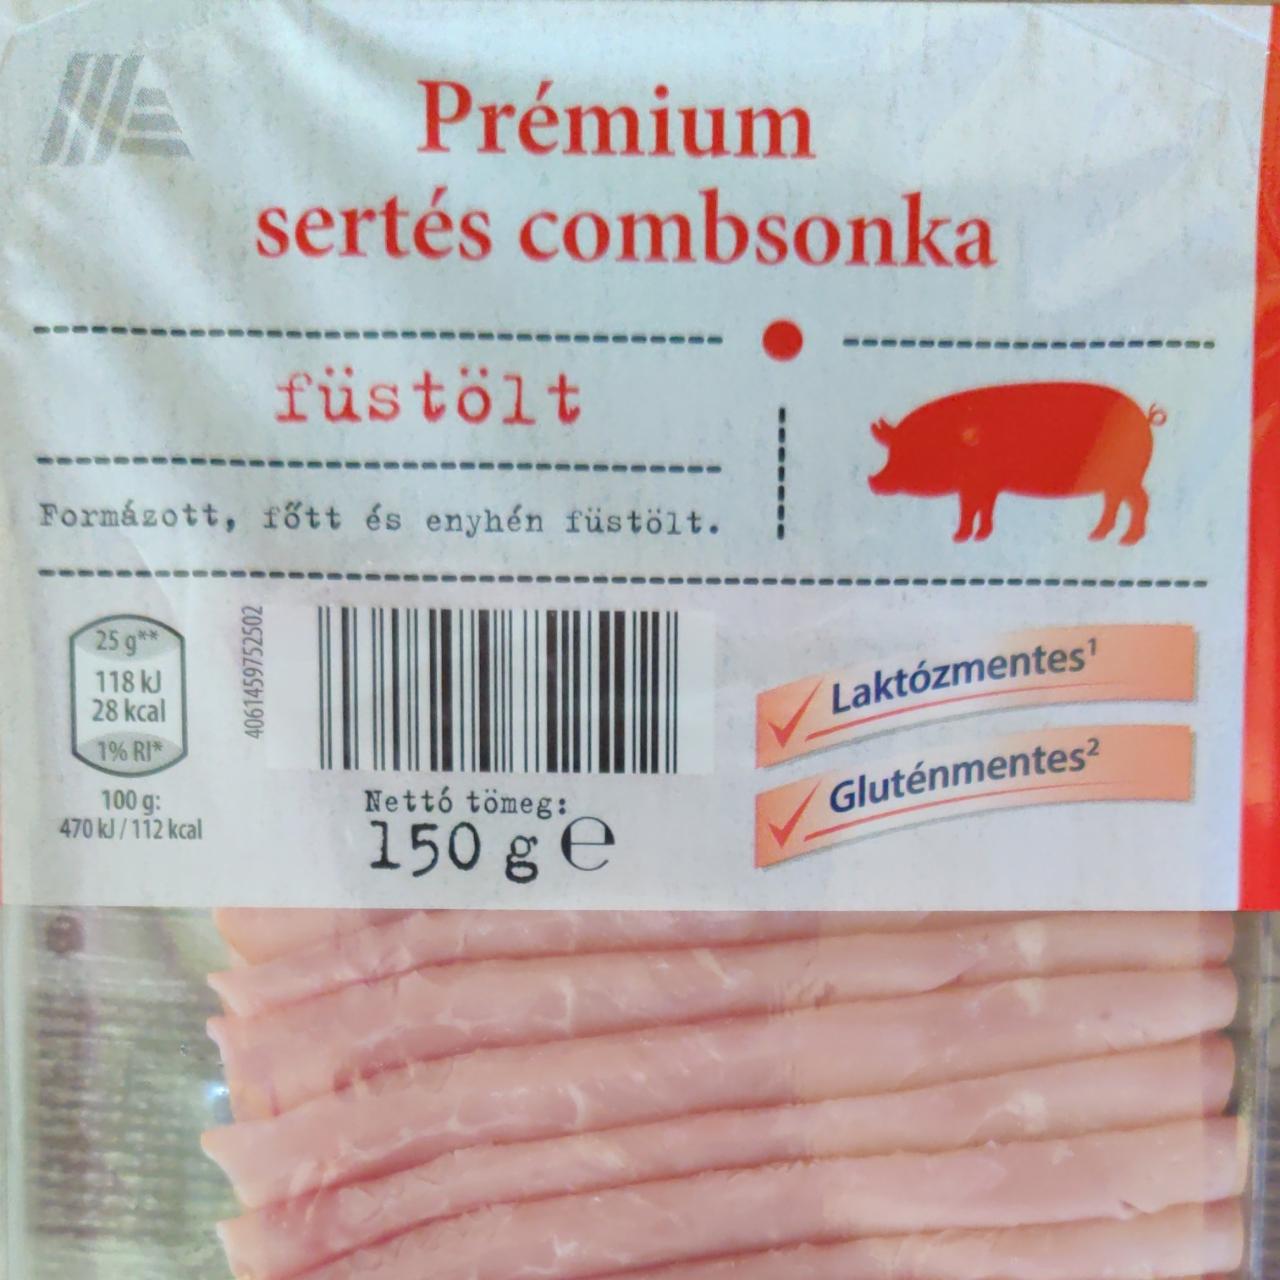 Prémium
sertés combsonka
füstölt
Formázott, főtt és enyhén füstölt.
25 g**
118 kJ
28 kcal
1% RI*
100 g:
470 kJ / 112 kcal
4061459752502
Nettó tömeg:
150 g ℮
Laktózmentes¹
Gluténmentes²